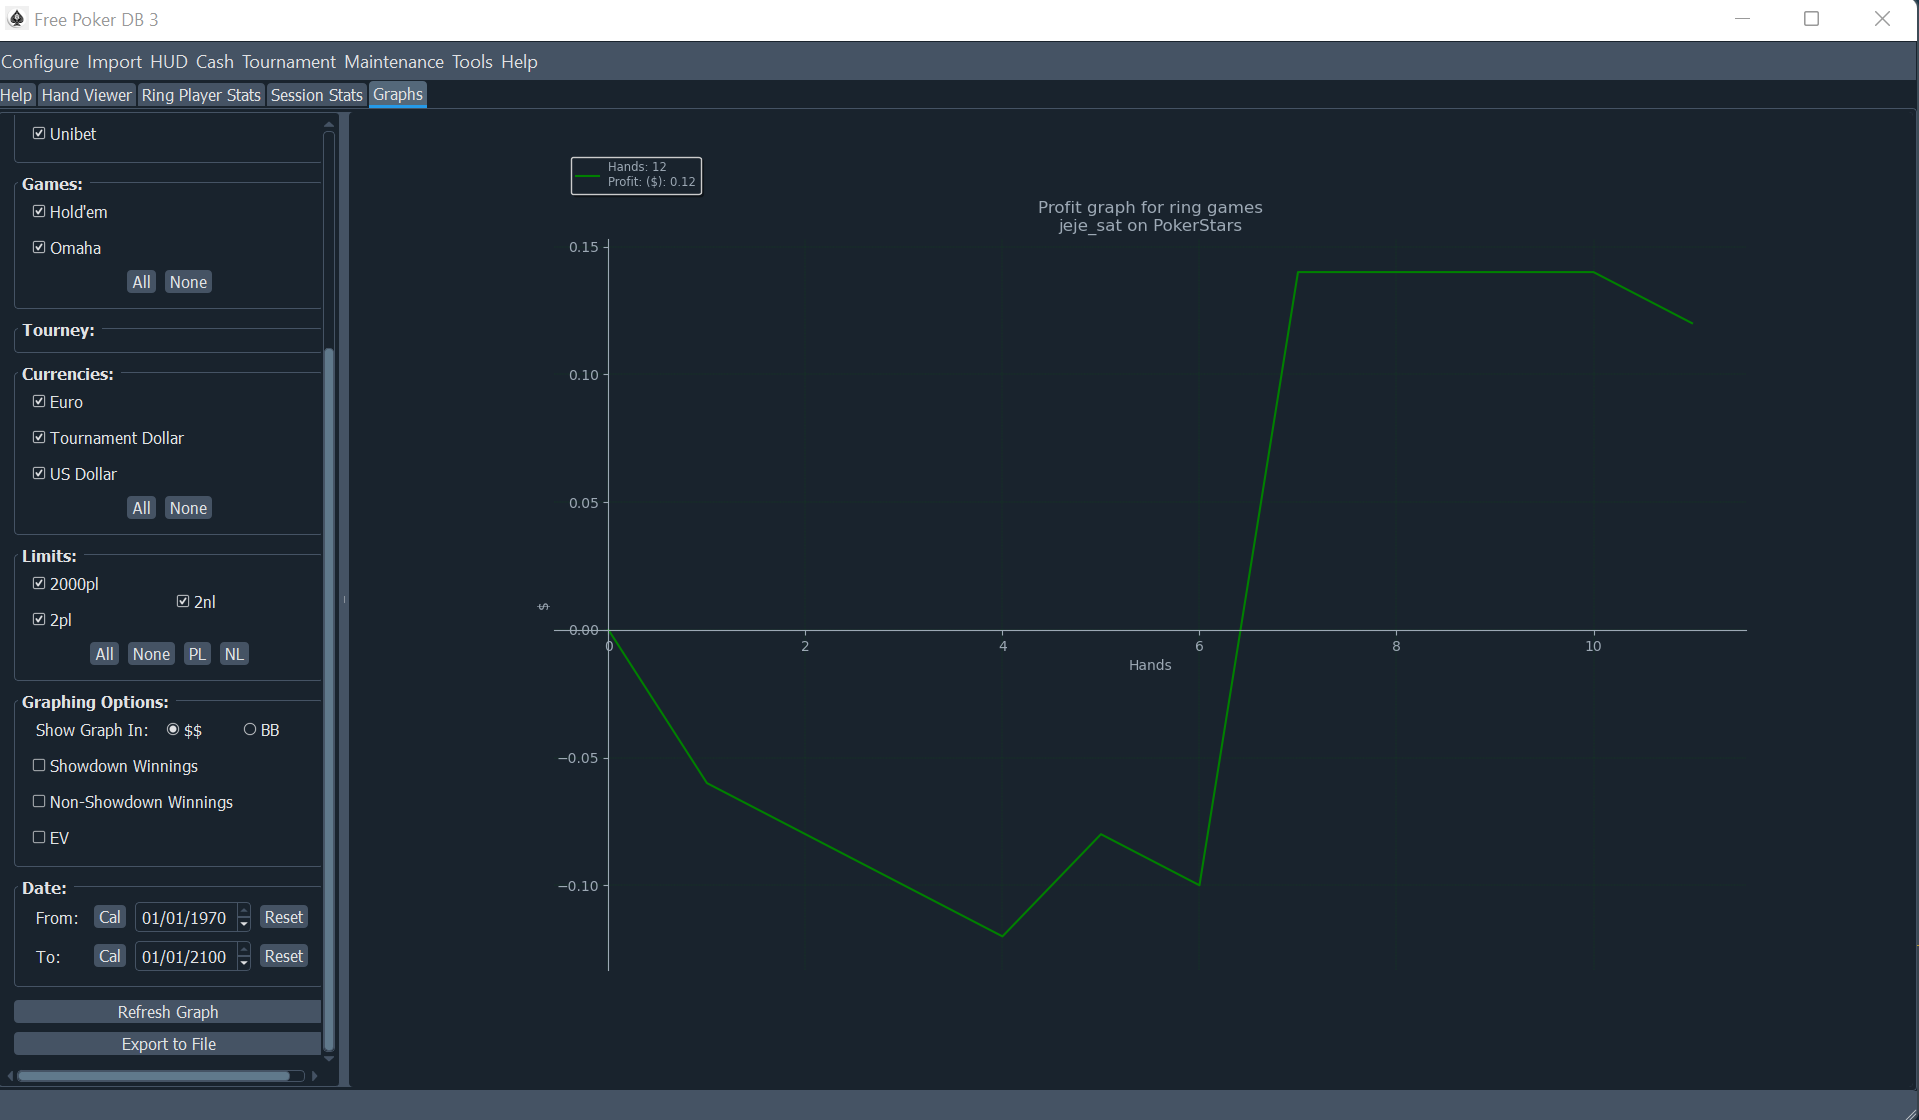 Free Poker DB 3
Configure Import HUD Cash Tournament Maintenance Tools Help
Help Hand Viewer Ring Player Stats Session Stats Graphs
Unibet
Games:
Hold'em
Omaha
All None
Tourney:
Currencies:
Euro
Tournament Dollar
US Dollar
All None
Limits:
2000pl
2nl
2pl
All None PL NL
Graphing Options:
Show Graph In: $$ BB
Showdown Winnings
Non-Showdown Winnings
EV
Date:
From: Cal 01/01/1970 Reset
To: Cal 01/01/2100 Reset
Refresh Graph
Export to File
Hands: 12
Profit: ($): 0.12
Profit graph for ring games
jeje_sat on PokerStars
0.15
0.10
0.05
$
0.00
−0.05
−0.10
0 2 4 6 8 10
Hands